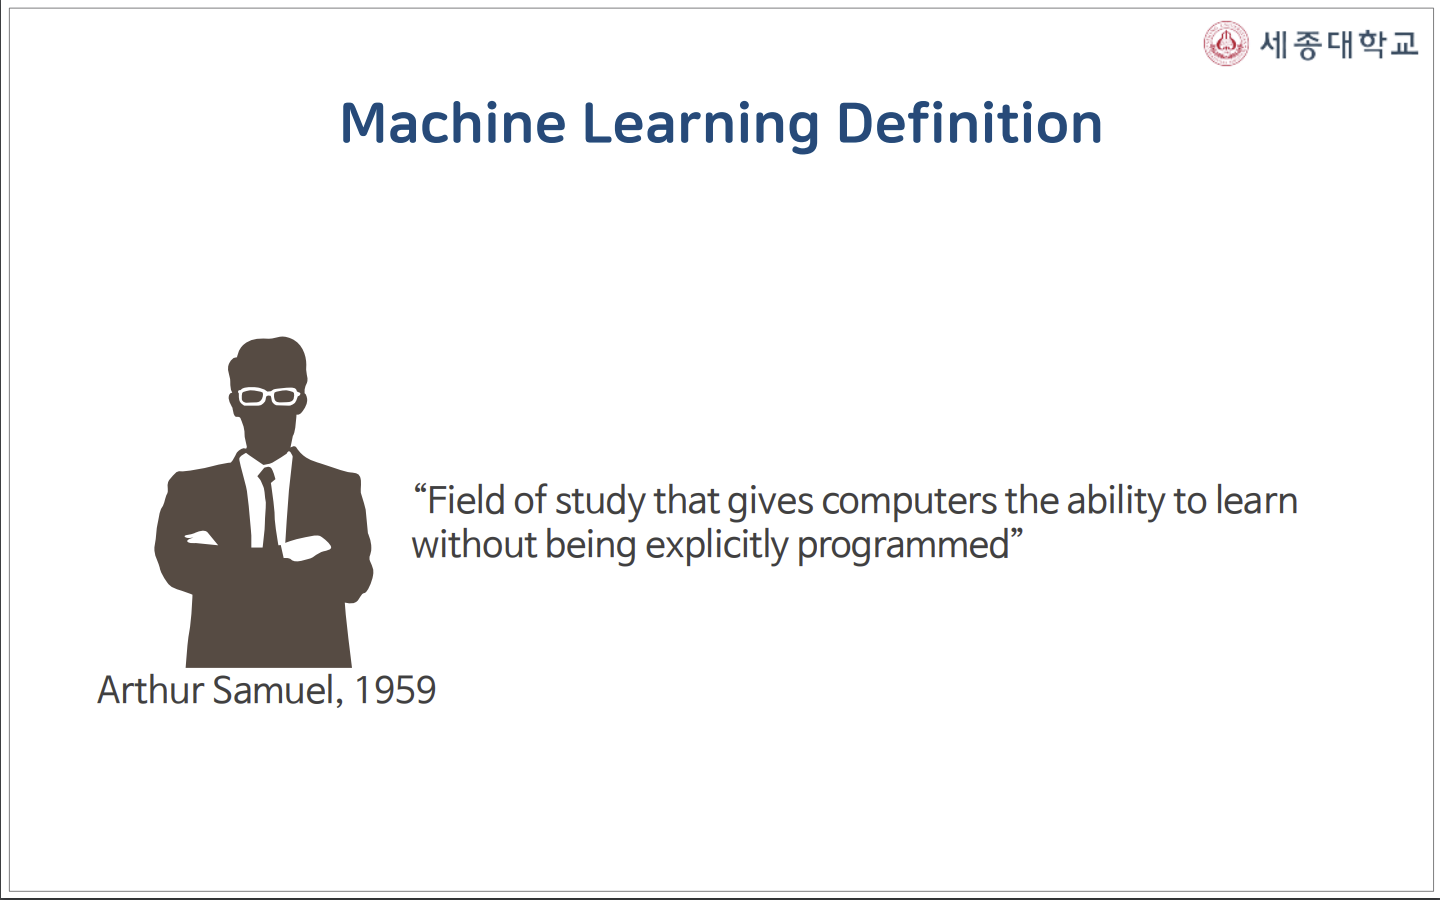 세종대학교
Machine Learning Definition
“Field of study that gives computers the ability to learn
without being explicitly programmed”
Arthur Samuel, 1959